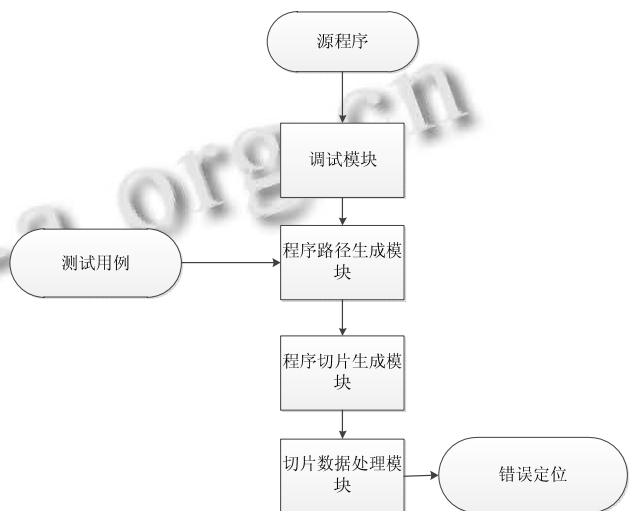 源程序
调试模块
程序路径生成模
块
测试用例
程序切片生成模
块
切片数据处理模
块
错误定位
org.cn